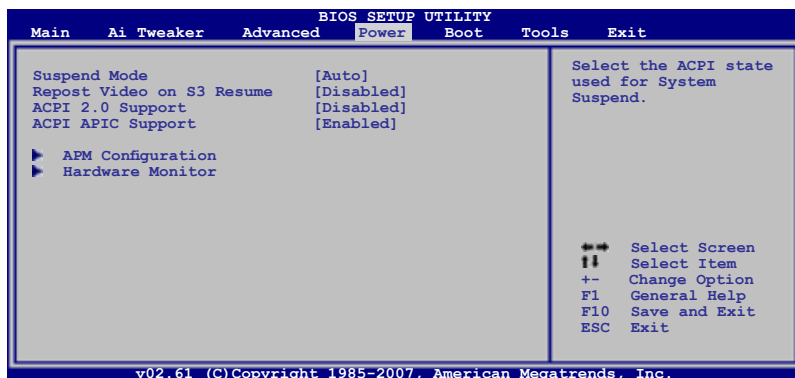 BIOS SETUP UTILITY
Main Ai Tweaker Advanced Power Boot Tools Exit
Suspend Mode [Auto]
Repost Video on S3 Resume [Disabled]
ACPI 2.0 Support [Disabled]
ACPI APIC Support [Enabled]
APM Configuration
Hardware Monitor
Select the ACPI state
used for System
Suspend.
Select Screen
Select Item
+- Change Option
F1 General Help
F10 Save and Exit
ESC Exit
v02.61 (C)Copyright 1985-2007, American Megatrends, Inc.